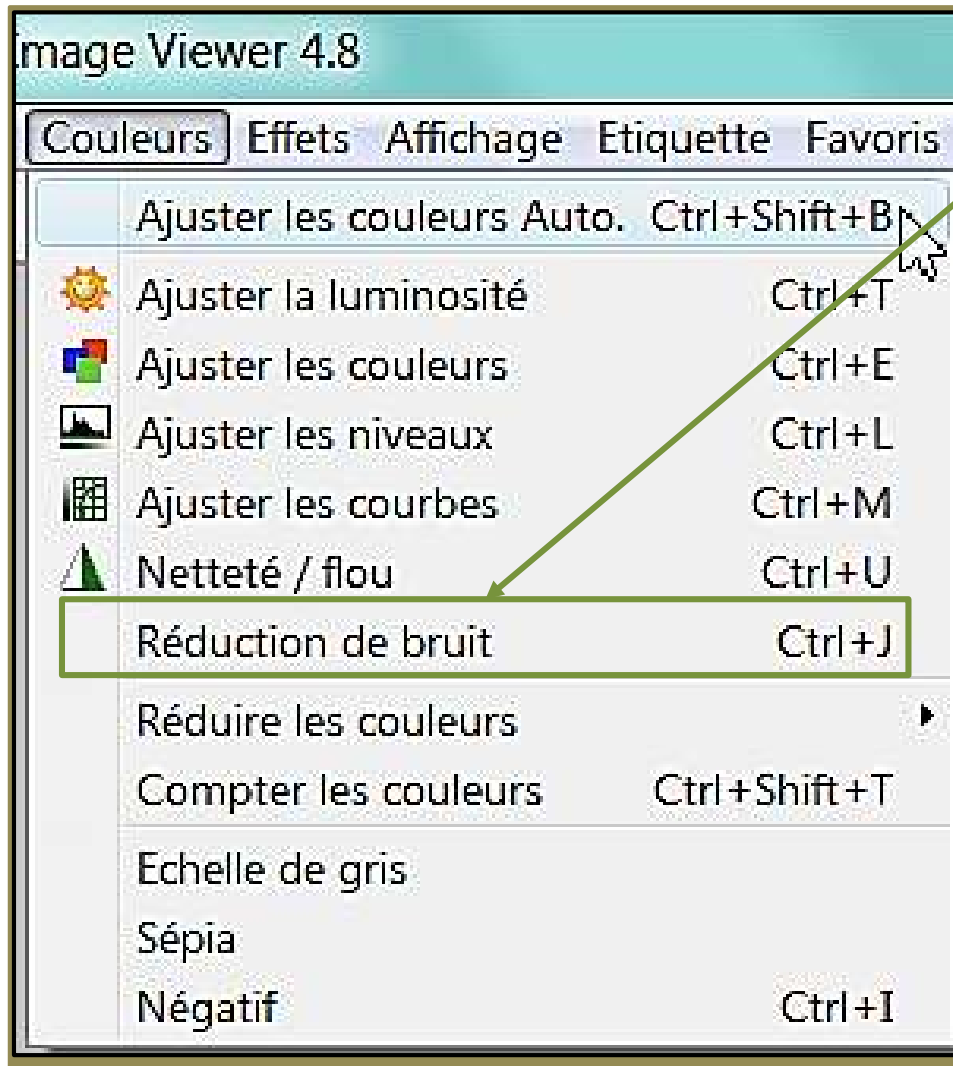 Image Viewer 4.8
Couleurs Effets Affichage Etiquette Favoris
Ajuster les couleurs Auto. Ctrl+Shift+B
Ajuster la luminosité Ctrl+T
Ajuster les couleurs Ctrl+E
Ajuster les niveaux Ctrl+L
Ajuster les courbes Ctrl+M
Netteté / flou Ctrl+U
Réduction de bruit Ctrl+J
Réduire les couleurs
Compter les couleurs Ctrl+Shift+T
Echelle de gris
Sépia
Négatif Ctrl+I